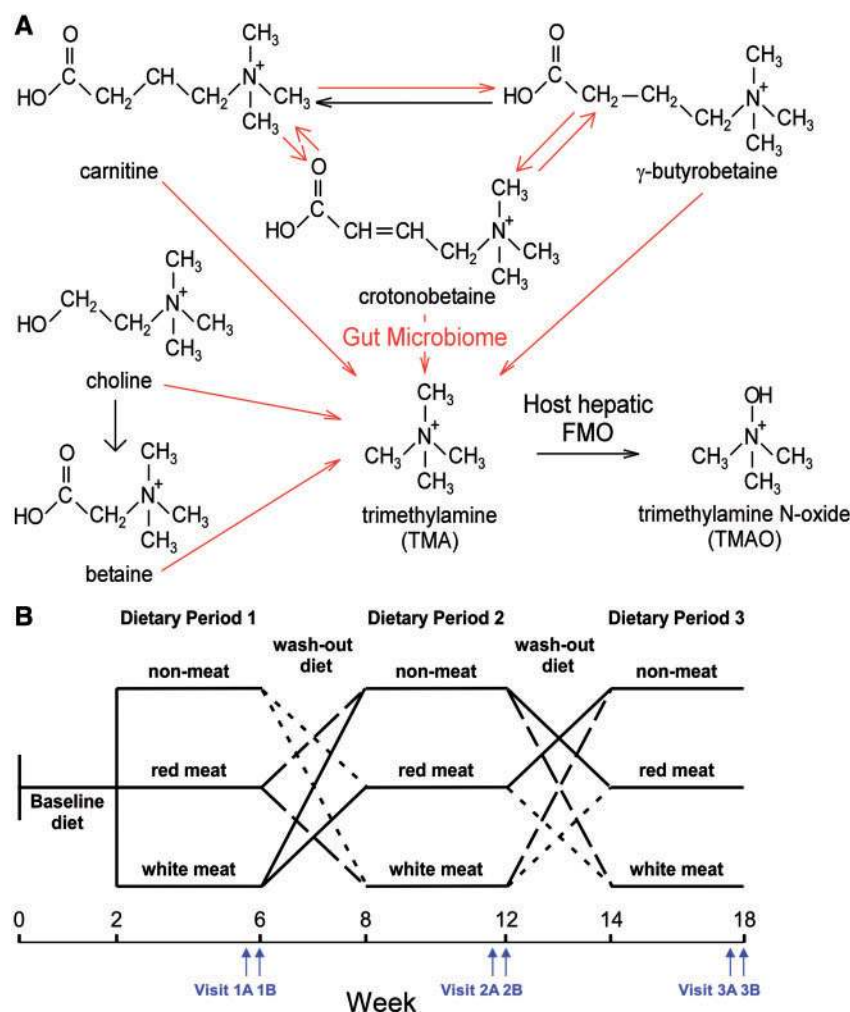 A
O
HO
C
CH₂
CH
CH₂
N⁺
CH₃
CH₃
CH₃
carnitine
O
HO
C
CH₂
CH₂
CH₂
N⁺
CH₃
CH₃
CH₃
γ-butyrobetaine
O
HO
C
CH=CH
CH₂
N⁺
CH₃
CH₃
CH₃
crotonobetaine
Gut Microbiome
HO
CH₂
CH₂
N⁺
CH₃
CH₃
CH₃
choline
O
HO
C
CH₂
N⁺
CH₃
CH₃
CH₃
betaine
CH₃
N⁺
CH₃
CH₃
CH₃
trimethylamine
(TMA)
Host hepatic
FMO
OH
N⁺
CH₃
CH₃
CH₃
trimethylamine N-oxide
(TMAO)
B
Dietary Period 1
Dietary Period 2
Dietary Period 3
wash-out
diet
wash-out
diet
non-meat
non-meat
non-meat
red meat
red meat
red meat
Baseline
diet
white meat
white meat
white meat
0 2 6 8 12 14 18
Visit 1A 1B
Visit 2A 2B
Visit 3A 3B
Week